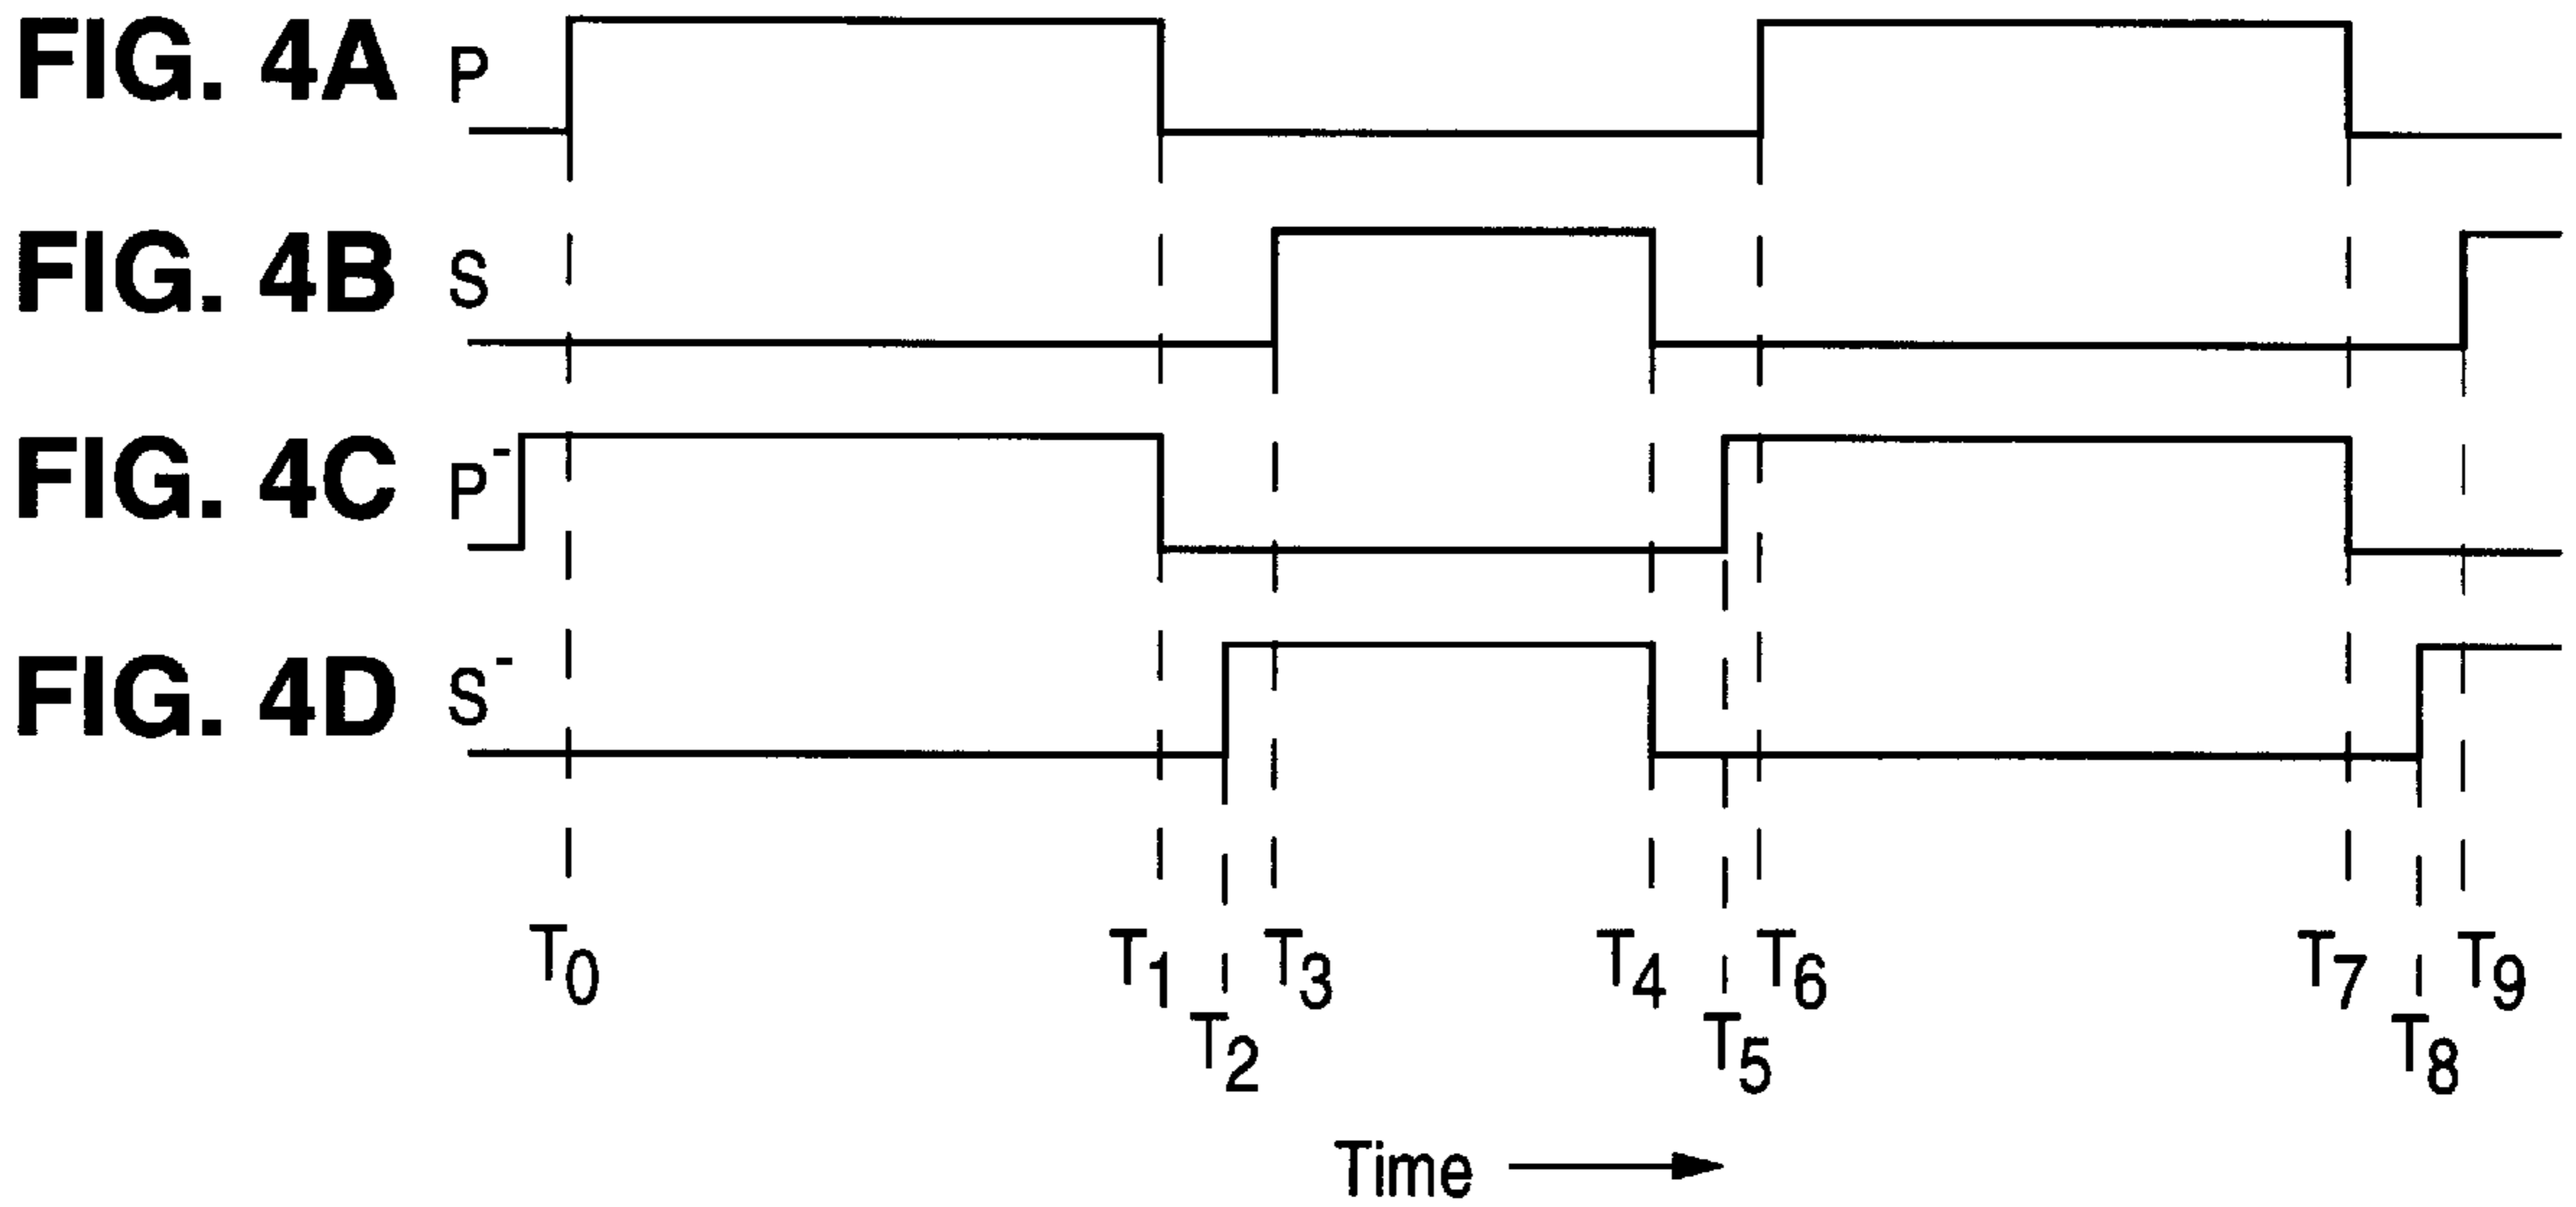 FIG. 4A P
FIG. 4B S
FIG. 4C P-
FIG. 4D S-
T0 T1 T3 T4 T6 T7 T9
T2 T5 T8
Time